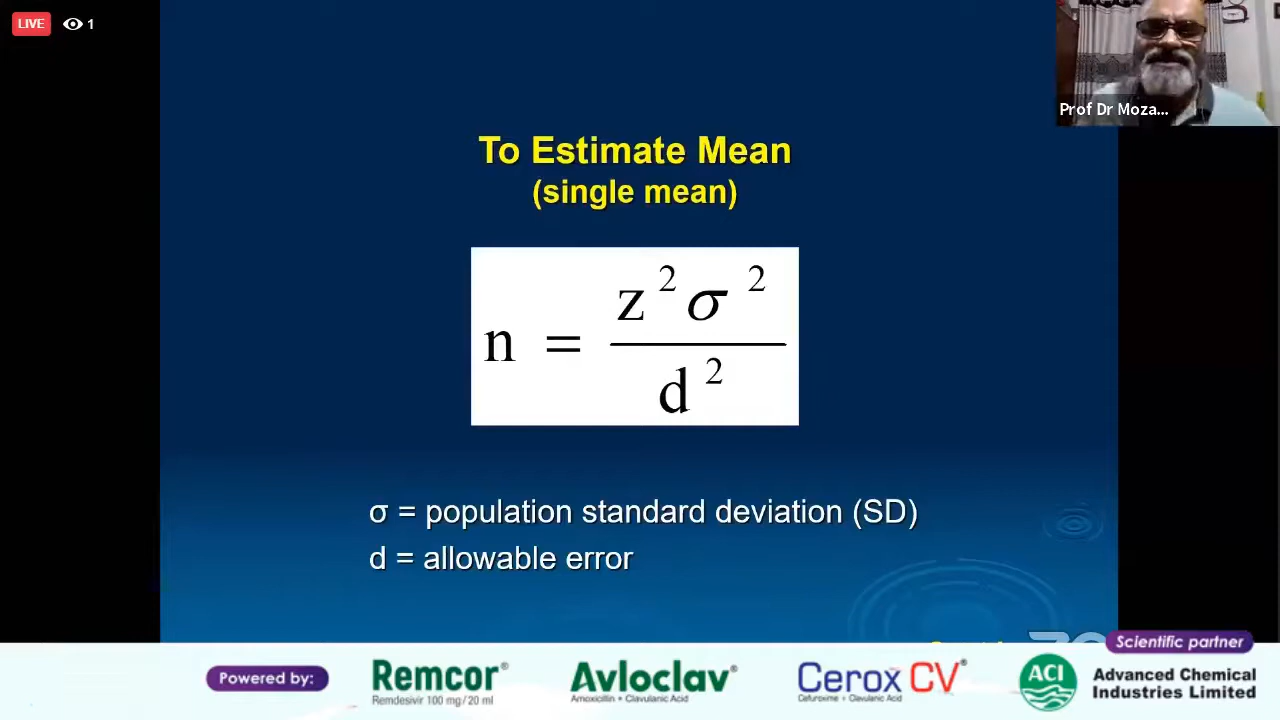 LIVE 1
Prof Dr Moza...
To Estimate Mean
(single mean)
n = z² σ² / d²
σ = population standard deviation (SD)
d = allowable error
Scientific partner
Powered by:
Remcor®
Remdesivir 100 mg/20 ml
Avloclav®
Amoxicillin + Clavulanic Acid
Cerox CV®
Cefuroxime + Clavulanic Acid
ACI
Advanced Chemical
Industries Limited